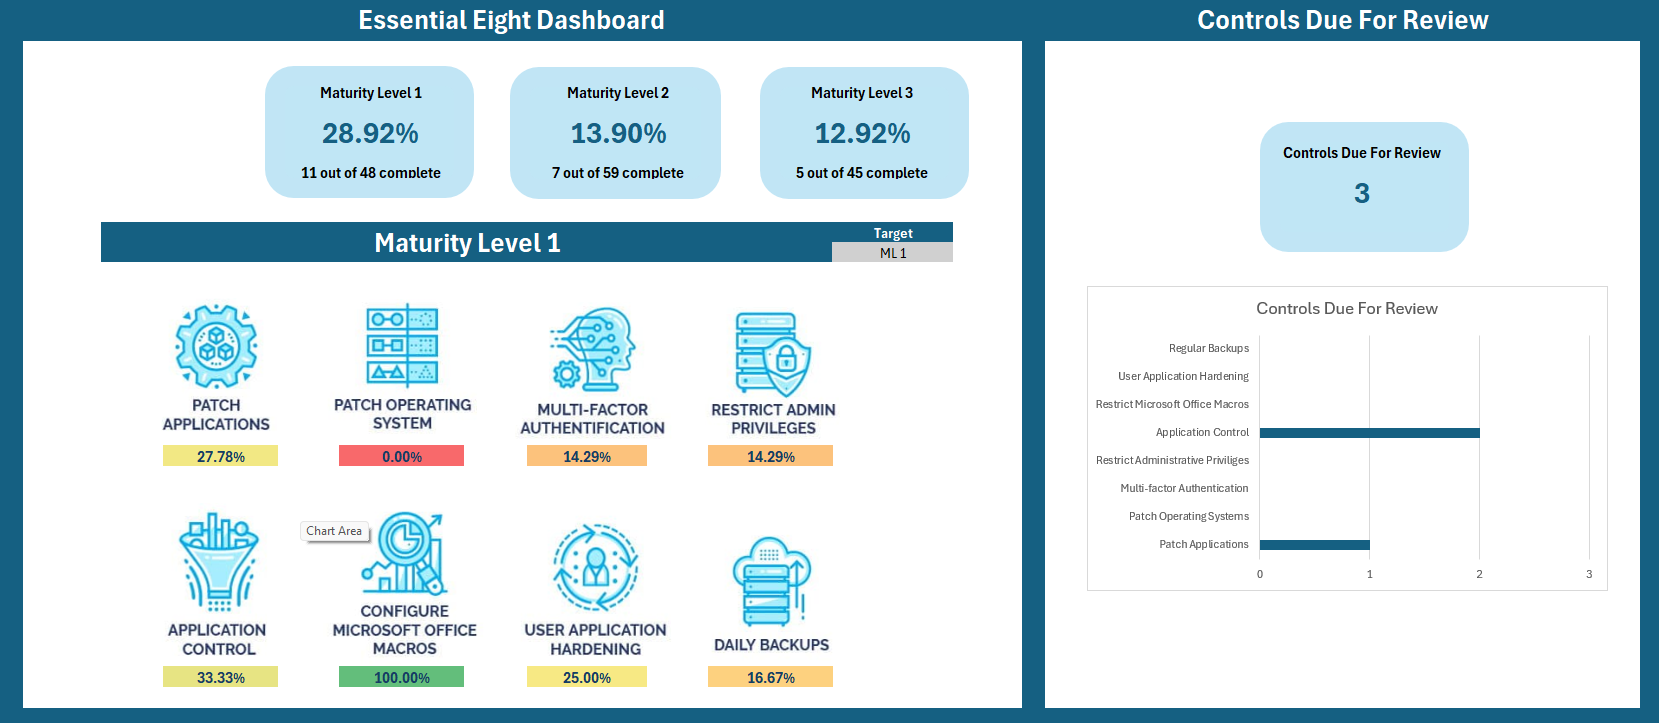 Essential Eight Dashboard
Controls Due For Review
Maturity Level 1
28.92%
11 out of 48 complete
Maturity Level 2
13.90%
7 out of 59 complete
Maturity Level 3
12.92%
5 out of 45 complete
Maturity Level 1
Target
ML 1
PATCH
APPLICATIONS
27.78%
PATCH OPERATING
SYSTEM
0.00%
MULTI-FACTOR
AUTHENTIFICATION
14.29%
RESTRICT ADMIN
PRIVILEGES
14.29%
APPLICATION
CONTROL
33.33%
Chart Area
CONFIGURE
MICROSOFT OFFICE
MACROS
100.00%
USER APPLICATION
HARDENING
25.00%
DAILY BACKUPS
16.67%
Controls Due For Review
3
Controls Due For Review
Regular Backups
User Application Hardening
Restrict Microsoft Office Macros
Application Control
Restrict Administrative Priviliges
Multi-factor Authentication
Patch Operating Systems
Patch Applications
0 1 2 3